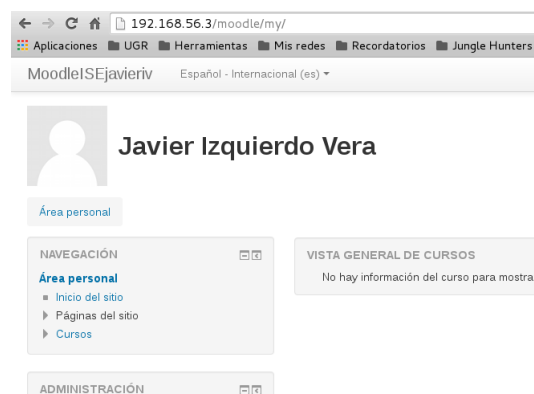 192.168.56.3/moodle/my/
Aplicaciones UGR Herramientas Mis redes Recordatorios Jungle Hunters
MoodleISEjavieriv Español - Internacional (es)
Javier Izquierdo Vera
Área personal
NAVEGACIÓN
Área personal
Inicio del sitio
Páginas del sitio
Cursos
VISTA GENERAL DE CURSOS
No hay información del curso para mostra
ADMINISTRACIÓN